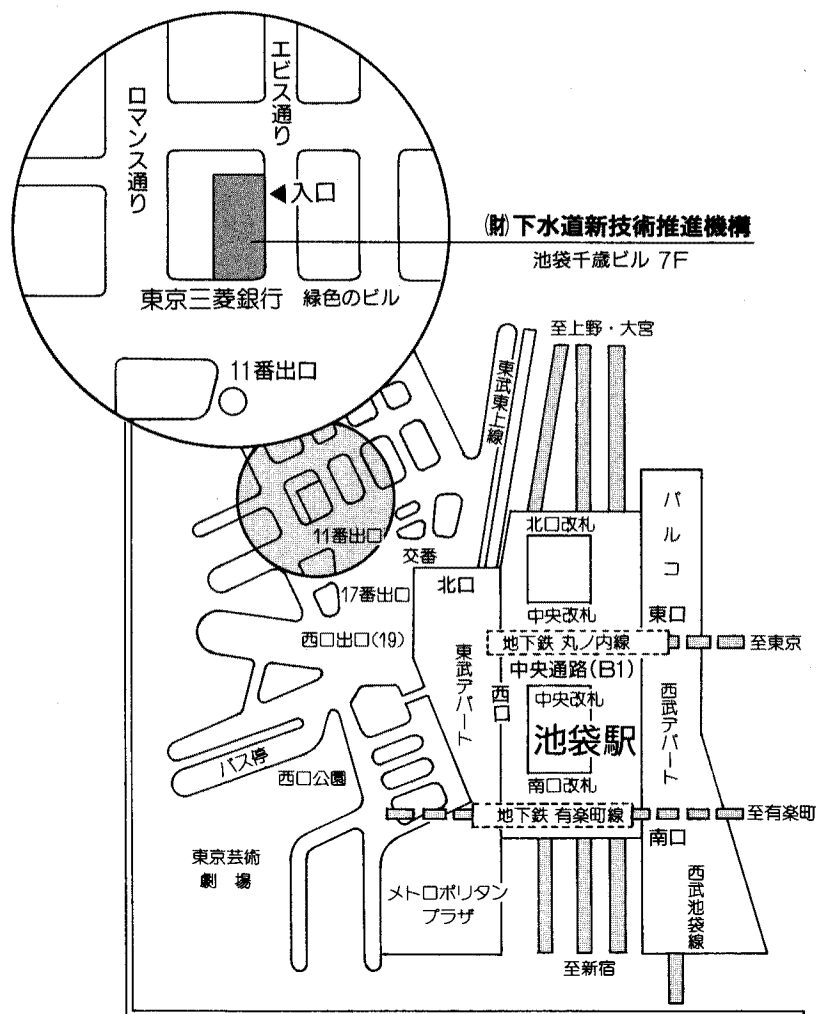 エビス通り
ロマンス通り
入口
(財)下水道新技術推進機構
池袋千歳ビル 7F
東京三菱銀行
緑色のビル
11番出口
至上野・大宮
東武東上線
パルコ
北口改札
11番出口
交番
北口
17番出口
中央改札
東口
西口出口(19)
地下鉄 丸ノ内線
至東京
中央通路(B1)
東武デパート
西口
中央改札
西武デパート
池袋駅
バス停
西口公園
南口改札
地下鉄 有楽町線
至有楽町
南口
東京芸術
劇場
メトロポリタン
プラザ
西武池袋線
至新宿